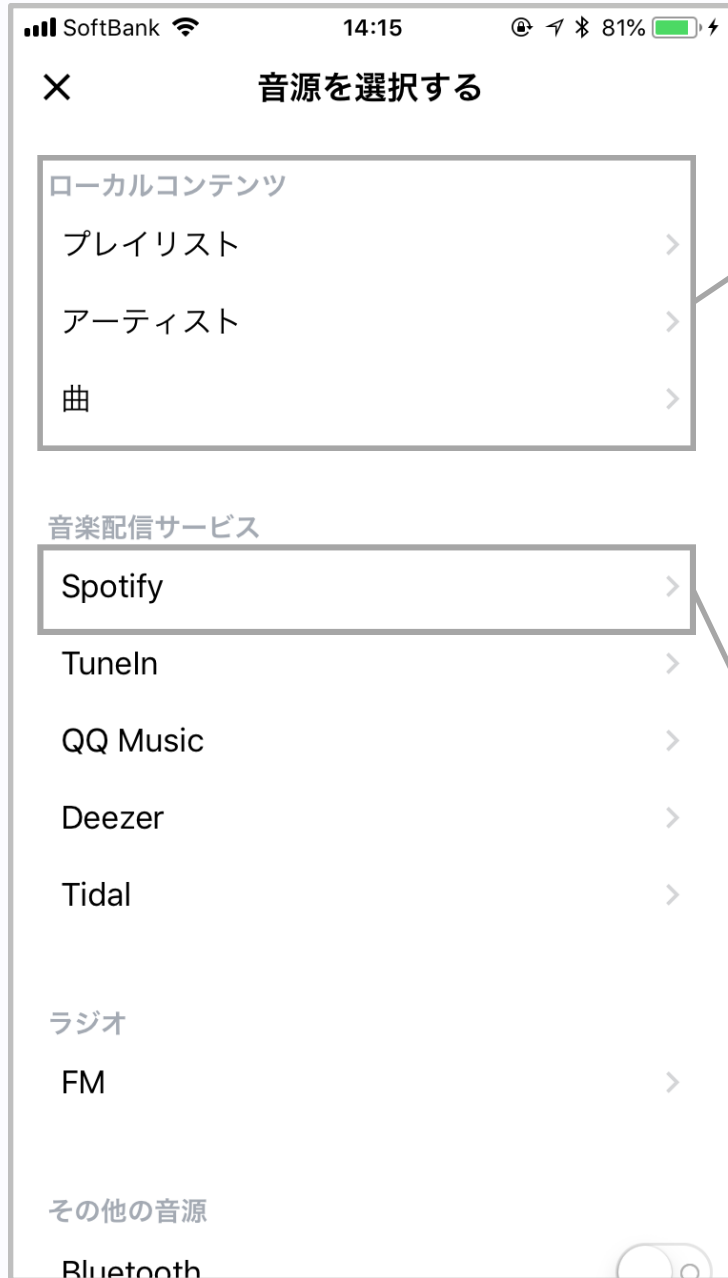 SoftBank 14:15 81%
音源を選択する
ローカルコンテンツ
プレイリスト
アーティスト
曲
音楽配信サービス
Spotify
TuneIn
QQ Music
Deezer
Tidal
ラジオ
FM
その他の音源
Bluetooth